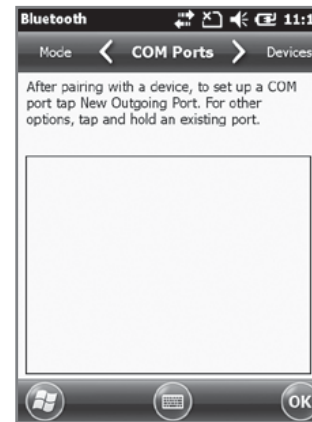 Bluetooth 11:1
Mode COM Ports Devices
After pairing with a device, to set up a COM
port tap New Outgoing Port. For other
options, tap and hold an existing port.
OK